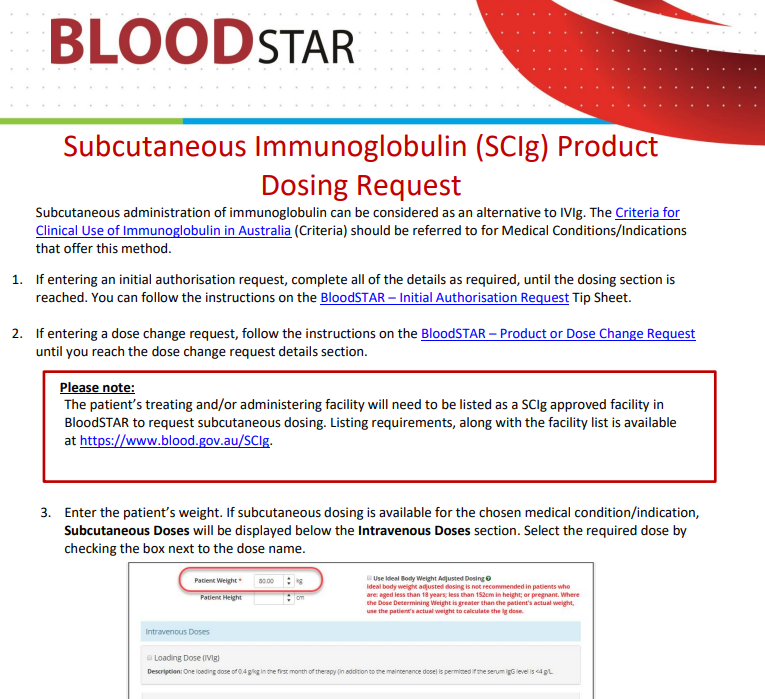 BLOODSTAR
Subcutaneous Immunoglobulin (SCIg) Product
Dosing Request
Subcutaneous administration of immunoglobulin can be considered as an alternative to IVIg. The Criteria for
Clinical Use of Immunoglobulin in Australia (Criteria) should be referred to for Medical Conditions/Indications
that offer this method.
1. If entering an initial authorisation request, complete all of the details as required, until the dosing section is
reached. You can follow the instructions on the BloodSTAR – Initial Authorisation Request Tip Sheet.
2. If entering a dose change request, follow the instructions on the BloodSTAR – Product or Dose Change Request
until you reach the dose change request details section.
Please note:
The patient's treating and/or administering facility will need to be listed as a SCIg approved facility in
BloodSTAR to request subcutaneous dosing. Listing requirements, along with the facility list is available
at https://www.blood.gov.au/SCIg.
3. Enter the patient's weight. If subcutaneous dosing is available for the chosen medical condition/indication,
Subcutaneous Doses will be displayed below the Intravenous Doses section. Select the required dose by
checking the box next to the dose name.
Patient Weight * 80.00 kg
Patient Height cm
Use Ideal Body Weight Adjusted Dosing
Ideal body weight adjusted dosing is not recommended in patients who
are: aged less than 18 years; less than 152cm in height; or pregnant. Where
the Dose Determining Weight is greater than the patient's actual weight,
use the patient's actual weight to calculate the Ig dose.
Intravenous Doses
Loading Dose (IVIg)
Description: One loading dose of 0.4 g/kg in the first month of therapy (in addition to the maintenance dose) is permitted if the serum IgG level is <4 g/L.